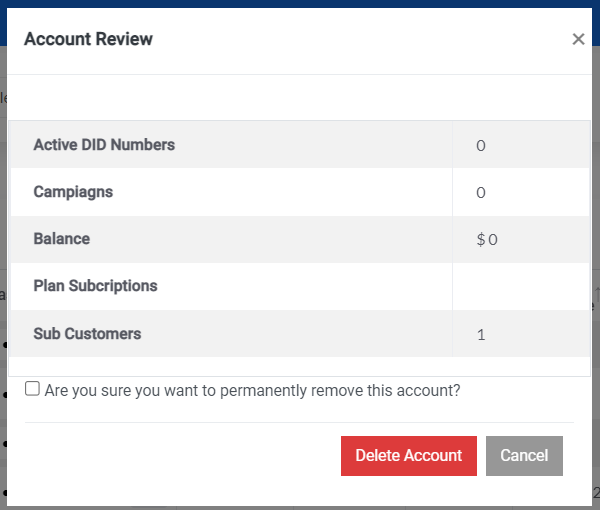 Account Review ×
Active DID Numbers 0
Campiagns 0
Balance $0
Plan Subcriptions
Sub Customers 1
Are you sure you want to permanently remove this account?
Delete Account Cancel